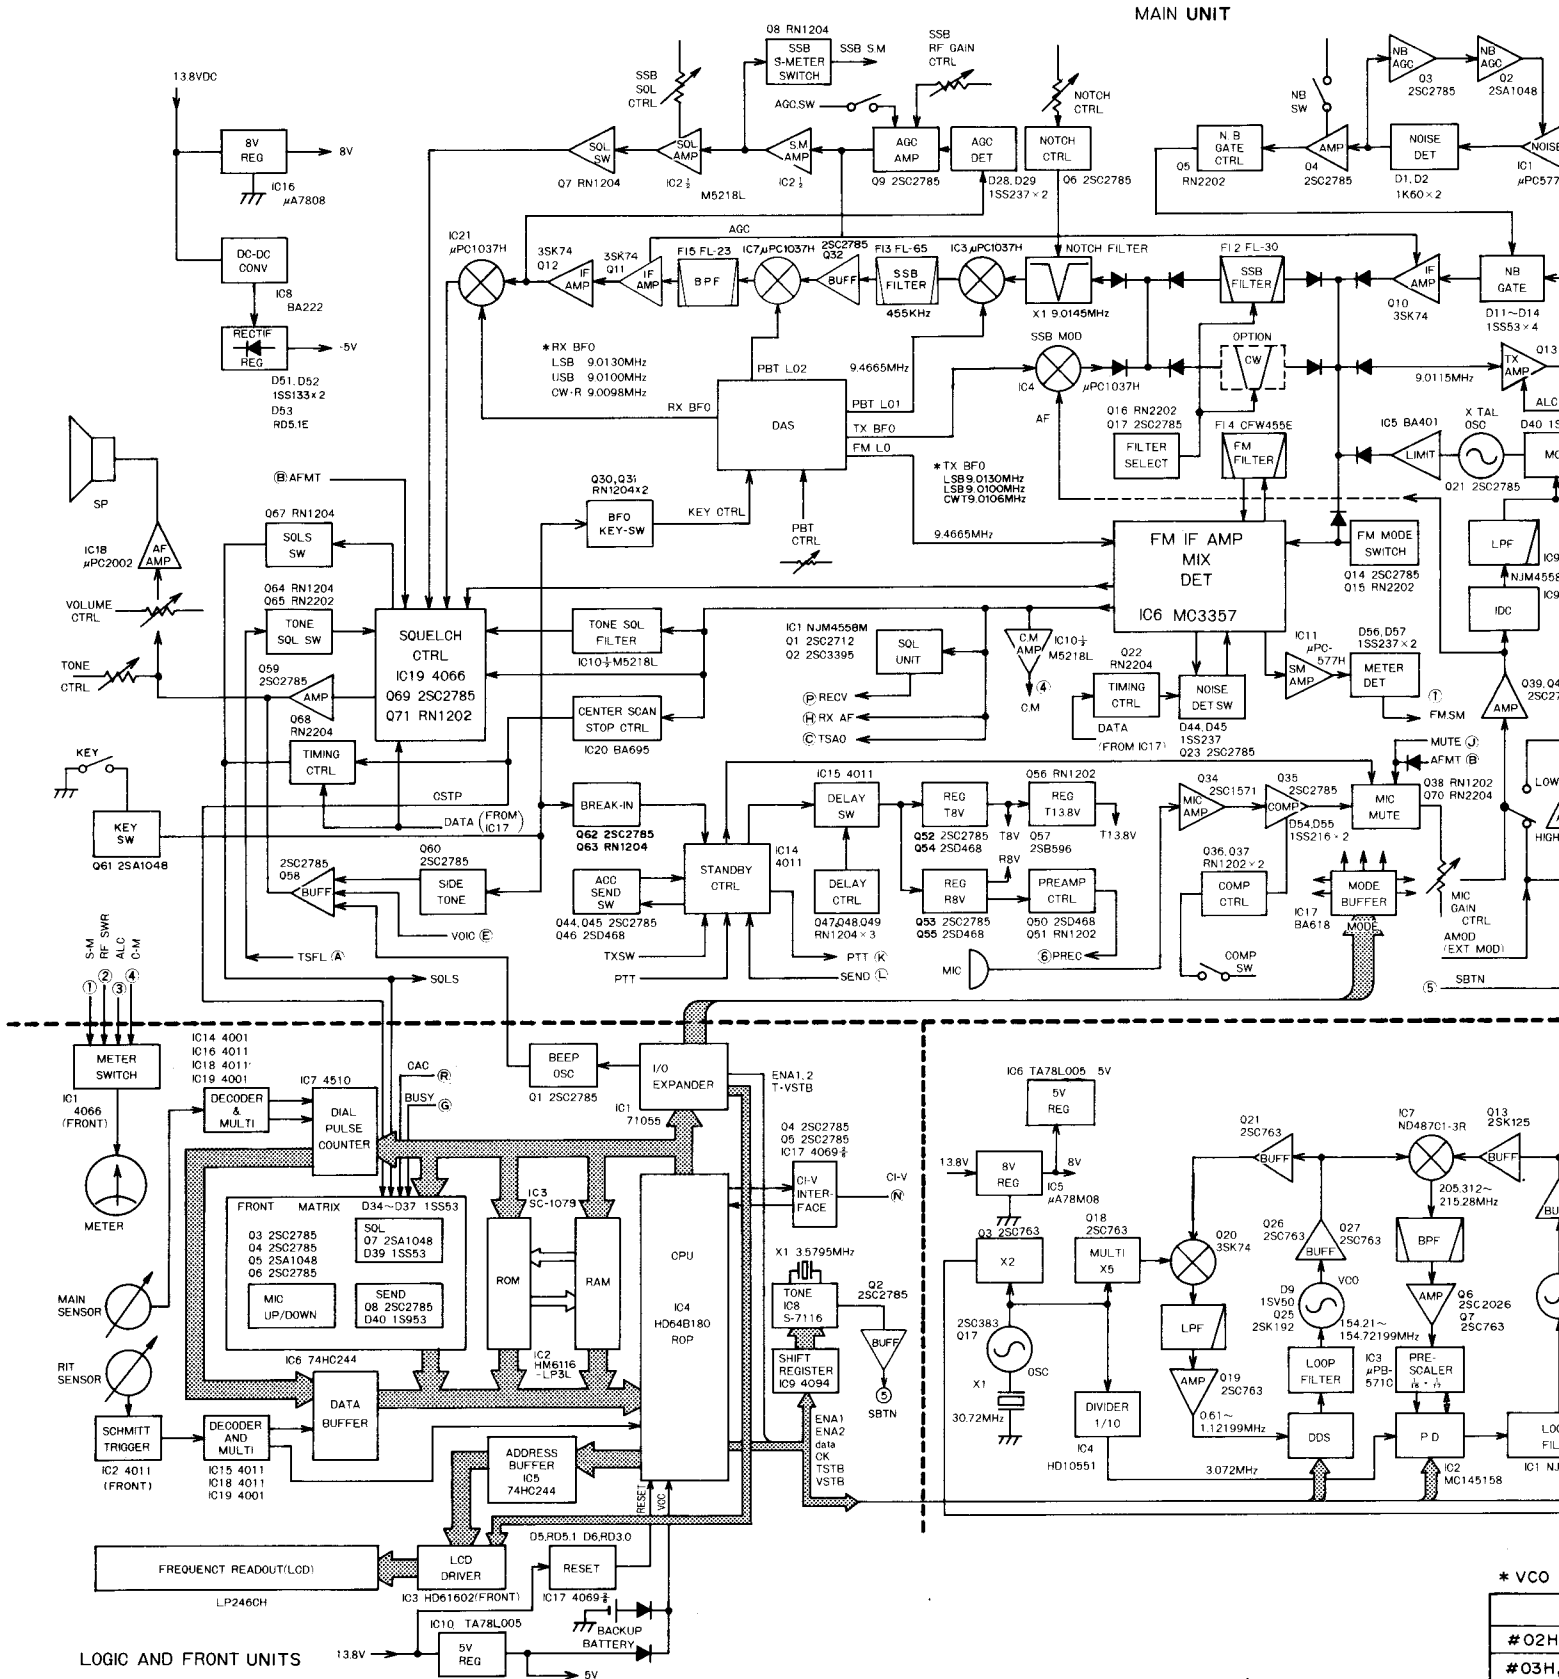 MAIN UNIT
13.8VDC
8V
REG
8V
IC16
µA7808
DC-DC
CONV
IC8
BA222
RECTIF
REG
-5V
D51, D52
1SS133×2
D53
RD5.1E
SSB
SQL
CTRL
Q8 RN1204
SSB
S-METER
SWITCH
SSB S.M
SSB
RF GAIN
CTRL
AGC.SW
NOTCH
CTRL
SQL
SW
Q7 RN1204
SQL
AMP
IC2 ½
M5218L
S.M
AMP
IC2 ½
AGC
AMP
Q9 2SC2785
AGC
DET
D28, D29
1SS237×2
NOTCH
CTRL
Q6 2SC2785
NB
SW
NB
AGC
Q3
2SC2785
NB
AGC
Q2
2SA1048
Q5
RN2202
N.B
GATE
CTRL
AMP
Q4
2SC2785
NOISE
DET
D1, D2
1K60×2
NOISE
IC1
µPC577
AGC
IC21
µPC1037H
3SK74
Q12
IF
AMP
3SK74
Q11
IF
AMP
FI5 FL-23
BPF
IC7 µPC1037H
2SC2785
Q32
BUFF
FI3 FL-65
SSB
FILTER
455KHz
IC3 µPC1037H
NOTCH FILTER
X1 9.0145MHz
FI2 FL-30
SSB
FILTER
IF
AMP
Q10
3SK74
NB
GATE
D11~D14
1SS53×4
*RX BFO
LSB 9.0130MHz
USB 9.0100MHz
CW·R 9.0098MHz
RX BFO
PBT LO2
9.4665MHz
PBT LO1
TX BFO
FM LO
DAS
SSB MOD
IC4
µPC1037H
AF
OPTION
CW
9.0115MHz
TX
AMP
Q13
ALC
D40 1S
Q16 RN2202
Q17 2SC2785
FILTER
SELECT
FI4 CFW455E
FM
FILTER
IC5 BA401
LIMIT
X TAL
OSC
Q21 2SC2785
MO
*TX BFO
LSB9.0130MHz
LSB9.0100MHz
CWT9.0106MHz
SP
IC18
µPC2002
AF
AMP
VOLUME
CTRL
TONE
CTRL
Ⓑ AFMT
Q67 RN1204
SQLS
SW
Q64 RN1204
Q65 RN2202
TONE
SQL SW
Q59
2SC2785
AMP
Q68
RN2204
TIMING
CTRL
SQUELCH
CTRL
IC19 4066
Q69 2SC2785
Q71 RN1202
Q30,Q31
RN1204×2
BFO
KEY-SW
KEY CTRL
PBT
CTRL
9.4665MHz
TONE SQL
FILTER
IC10 ½ M5218L
CENTER SCAN
STOP CTRL
IC20 BA695
IC1 NJM4558M
Q1 2SC2712
Q2 2SC3395
SQL
UNIT
Ⓟ RECV
Ⓗ RX AF
Ⓒ TSAO
C.M
AMP
IC10 ½
M5218L
④
C.M
FM IF AMP
MIX
DET
IC6 MC3357
FM MODE
SWITCH
Q14 2SC2785
Q15 RN2202
LPF
IC9
NJM4558
IC9
IDC
Q22
RN2204
TIMING
CTRL
DATA
(FROM IC17)
NOISE
DET SW
D44, D45
1SS237
Q23 2SC2785
IC11
µPC-
577H
SM
AMP
D56, D57
1SS237×2
METER
DET
①
FM.SM
AMP
Q39,Q4
2SC27
KEY
KEY
SW
Q61 2SA1048
CSTP
DATA (FROM IC17)
BREAK-IN
Q62 2SC2785
Q63 RN1204
2SC2785
Q58
BUFF
Q60
2SC2785
SIDE
TONE
VOIC Ⓔ
TSFL Ⓐ
SQLS
ACC
SEND
SW
Q44, Q45 2SC2785
Q46 2SD468
TXSW
STANDBY
CTRL
IC14
4011
PTT
PTT Ⓚ
SEND Ⓛ
IC15 4011
DELAY
SW
DELAY
CTRL
Q47,Q48,Q49
RN1204×3
REG
T8V
Q52 2SC2785
Q54 2SD468
T8V
Q56 RN1202
REG
T13.8V
Q57
2SB596
T13.8V
R8V
REG
R8V
Q53 2SC2785
Q55 2SD468
PREAMP
CTRL
Q50 2SD468
Q51 RN1202
⑥PREC
MIC
Q34
2SC1571
MIC
AMP
Q35
2SC2785
COMP
D54, D55
1SS216×2
Q36, Q37
RN1202×2
COMP
CTRL
COMP
SW
MUTE Ⓙ
AFMT Ⓑ
Q38 RN1202
Q70 RN2204
MIC
MUTE
MODE
BUFFER
IC17
BA618
MODE
MIC
GAIN
CTRL
LOW
HIGH
AMOD
(EXT MOD)
⑤ SBTN
S-M
RF SWR
ALC
C-M
①
②
③
④
METER
SWITCH
IC1
4066
(FRONT)
METER
IC14 4001
IC16 4011
IC18 4011
IC19 4001
DECODER
&
MULTI
IC7 4510
DIAL
PULSE
COUNTER
CAC Ⓡ
BUSY Ⓖ
BEEP
OSC
Q1 2SC2785
I/O
EXPANDER
IC1
71055
ENA1, 2
T-VSTB
Q4 2SC2785
Q5 2SC2785
IC17 4069
CI-V
INTER-
FACE
CI-V
Ⓝ
FRONT MATRIX D34~D37 1SS53
Q3 2SC2785
Q4 2SC2785
Q5 2SA1048
Q6 2SC2785
SQL
Q7 2SA1048
D39 1SS53
MIC
UP/DOWN
SEND
Q8 2SC2785
D40 1S953
IC6 74HC244
IC3
SC-1079
ROM
RAM
IC2
HM6116
-LP3L
CPU
IC4
HD64B180
ROP
X1 3.5795MHz
TONE
IC8
S-7116
Q2
2SC2785
BUFF
⑤
SBTN
SHIFT
REGISTER
IC9 4094
ENA1
ENA2
data
CK
TSTB
VSTB
MAIN
SENSOR
RIT
SENSOR
SCHMITT
TRIGGER
IC2 4011
(FRONT)
DECODER
AND
MULTI
IC15 4011
IC18 4011
IC19 4001
DATA
BUFFER
ADDRESS
BUFFER
IC5
74HC244
RESET
VCC
FREQUENCT READOUT(LCD)
LP246CH
LCD
DRIVER
IC3 HD61602(FRONT)
D5,RD5.1 D6,RD3.0
RESET
IC17 4069
BACKUP
BATTERY
IC10, TA78L005
13.8V
5V
REG
5V
LOGIC AND FRONT UNITS
IC6 TA78L005 5V
5V
REG
13.8V
8V
REG
8V
IC5
µA78M08
Q3 2SC763
X2
Q18
2SC763
MULTI
X5
2SC383
Q17
OSC
X1
30.72MHz
DIVIDER
1/10
IC4
HD10551
Q20
3SK74
LPF
AMP
Q19
2SC763
0.61~
1.12199MHz
3.072MHz
Q21
2SC763
BUFF
Q26
2SC763
Q27
2SC763
BUFF
D9
1SV50
Q25
2SK192
VCO
154.21~
154.72199MHz
LOOP
FILTER
DDS
IC7
ND487C1-3R
Q13
2SK125
BUFF
205.312~
215.28MHz
BPF
AMP
Q6
2SC2026
Q7
2SC763
IC3
µPB-
571C
PRE-
SCALER
PD
IC2
MC145158
BU
LOO
FIL
IC1 NJ
* VCO
#02H
#03H